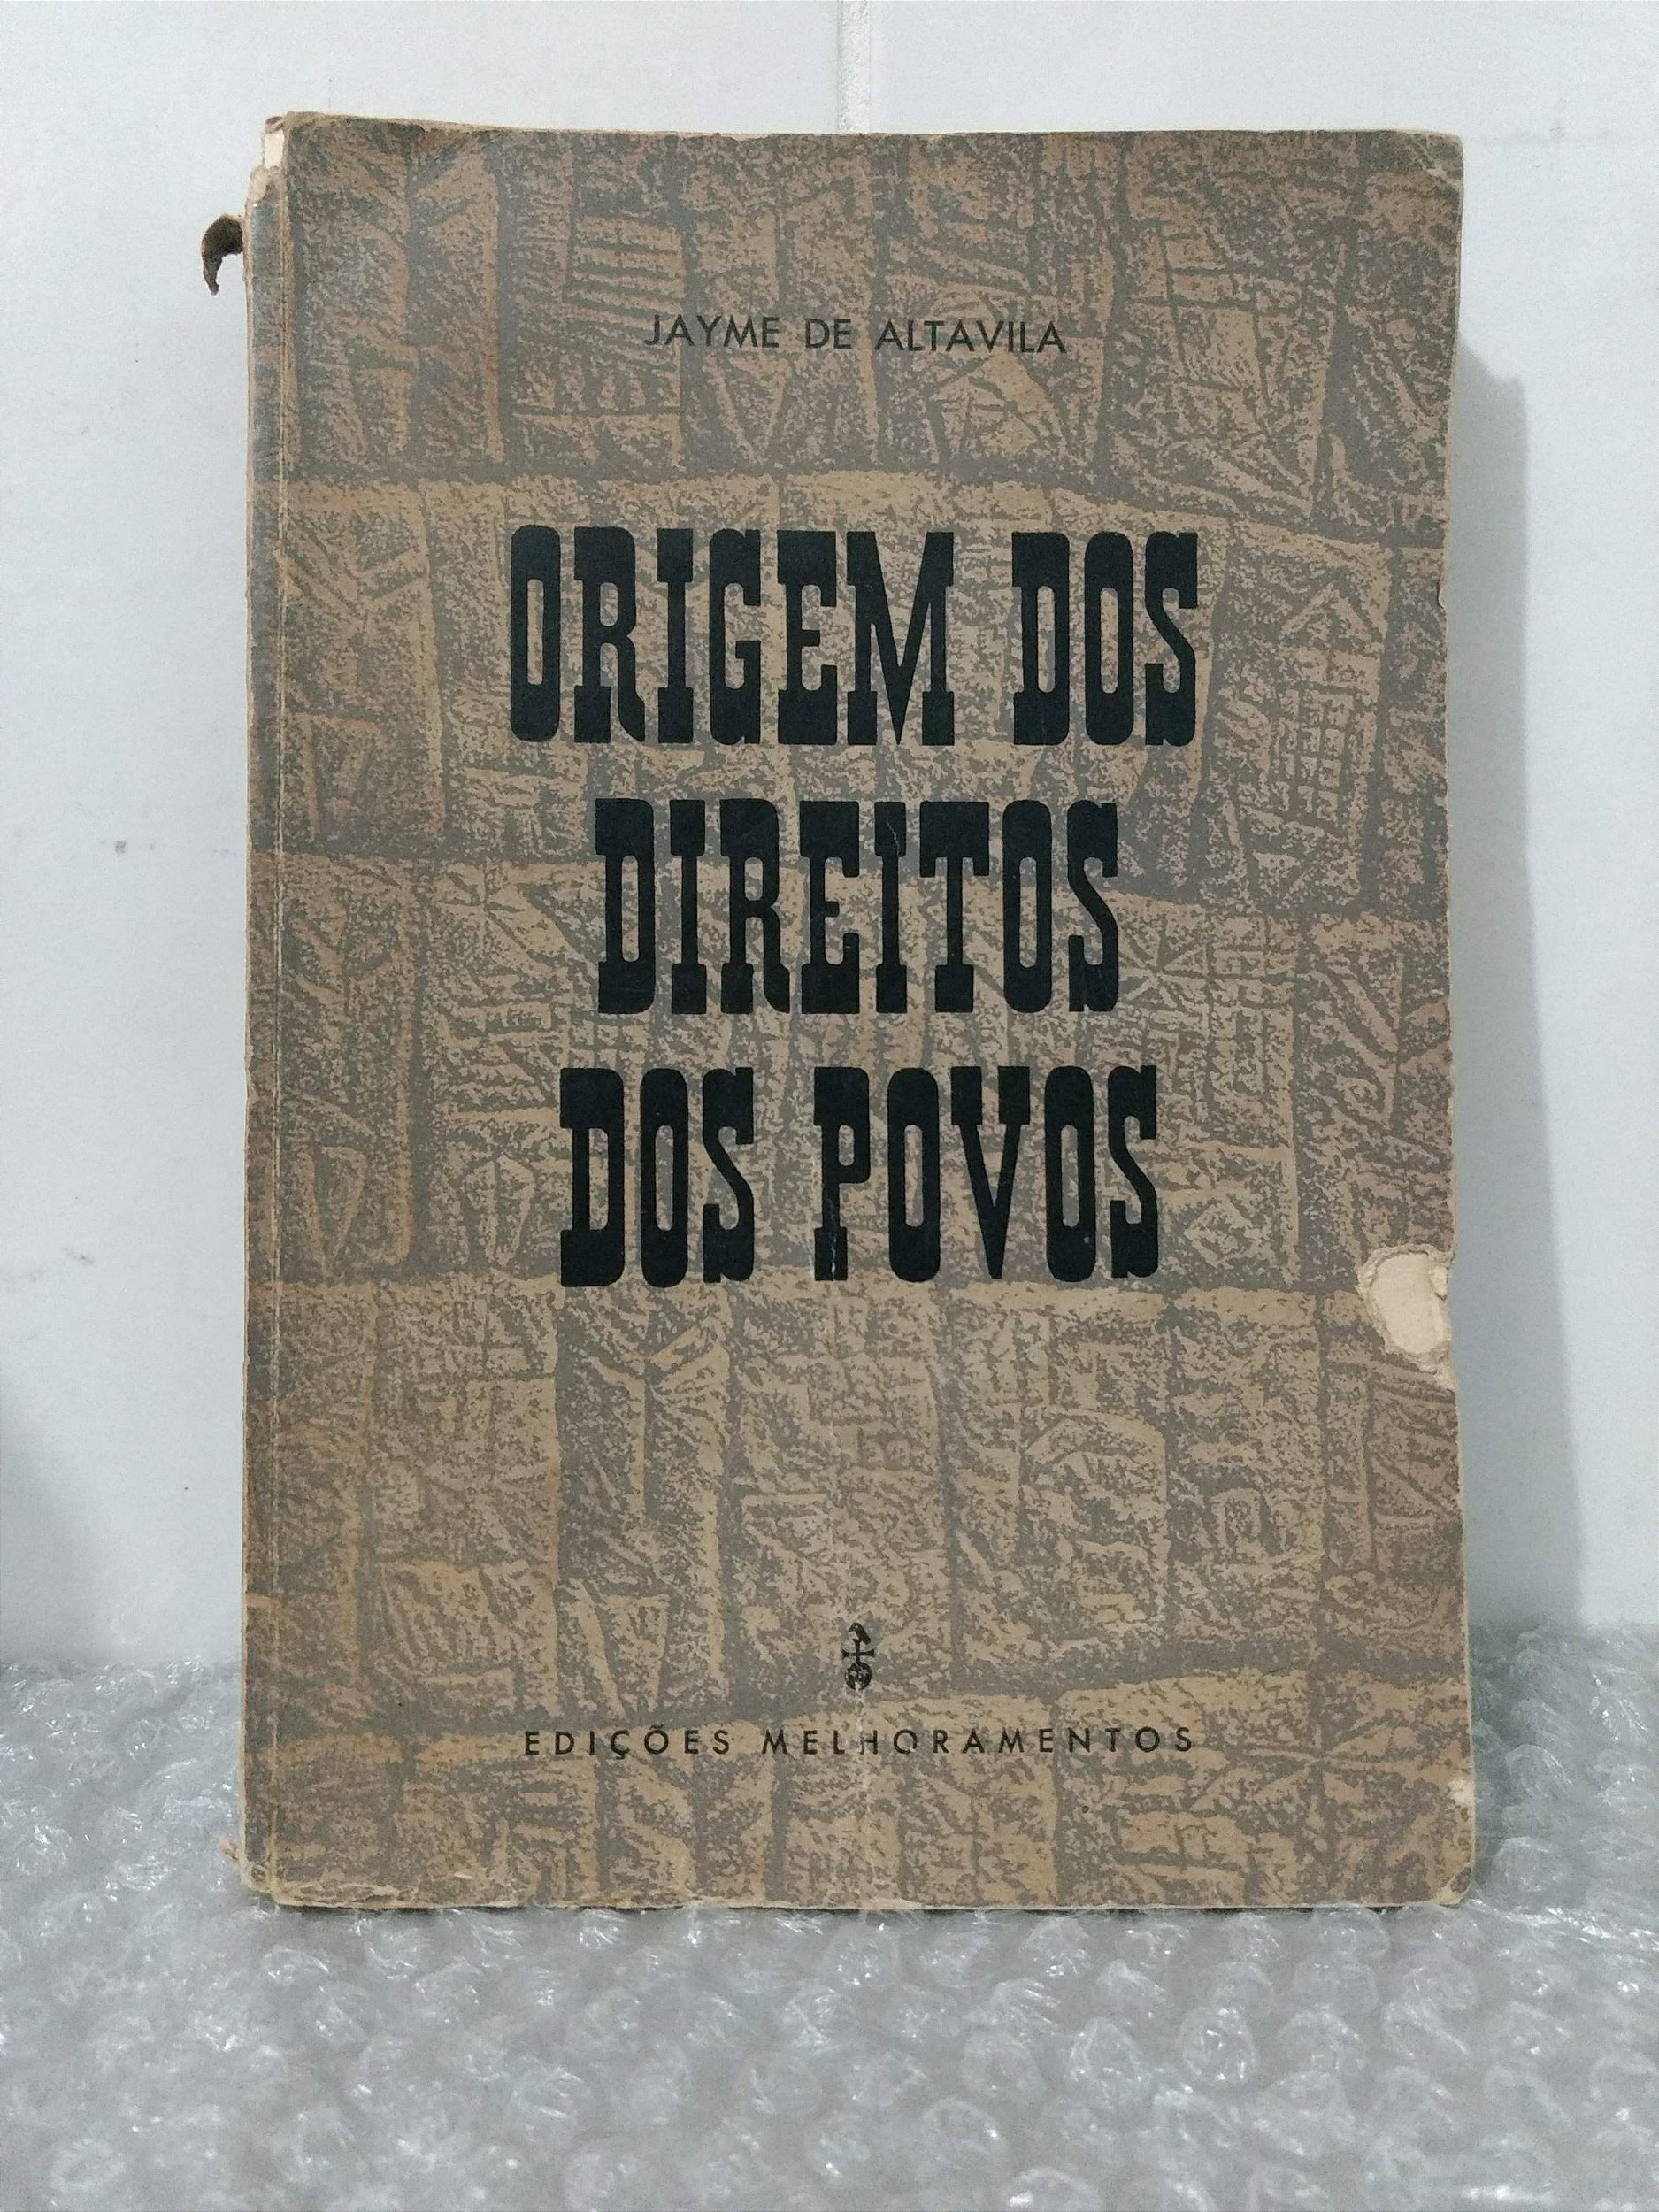 JAYME DE ALTAVILA
ORIGEM DOS
DIREITOS
DOS POVOS
EDIÇÕES MELHORAMENTOS